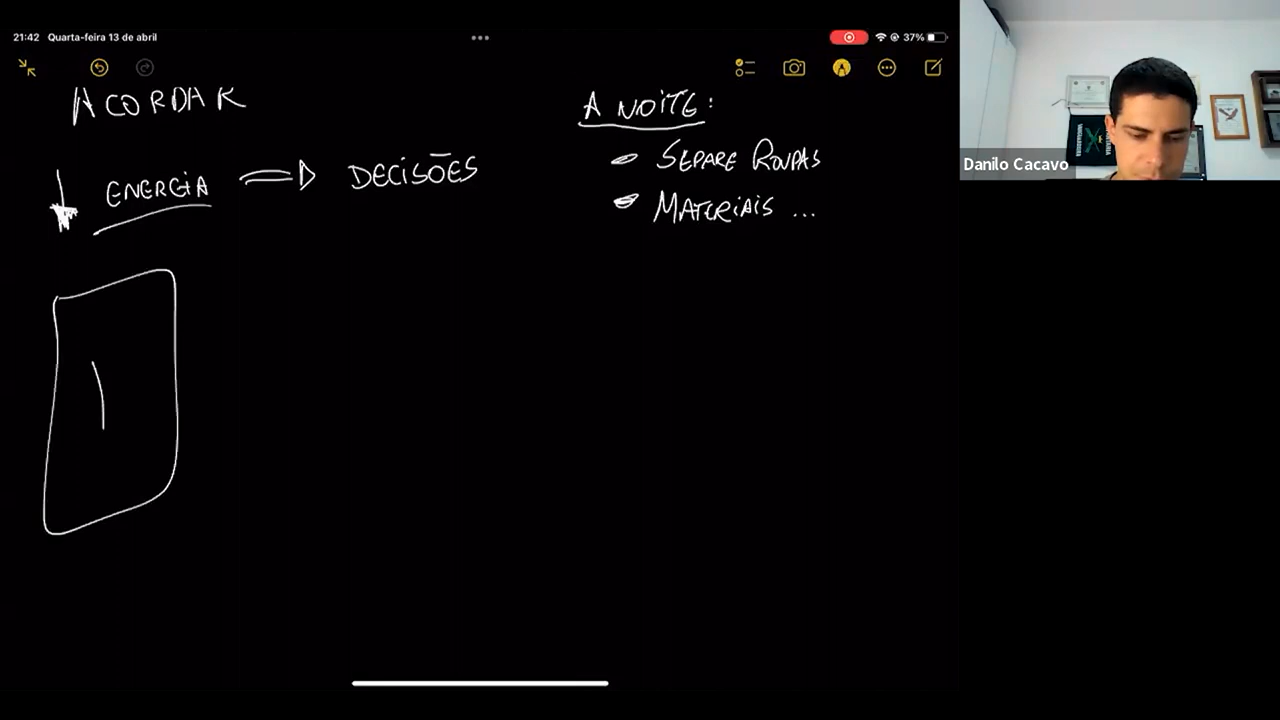 21:42 Quarta-feira 13 de abril
37%
ACORDAR
ENERGIA DECISÕES
A NOITE:
SEPARE ROUPAS
MATERIAIS ...
Danilo Cacavo